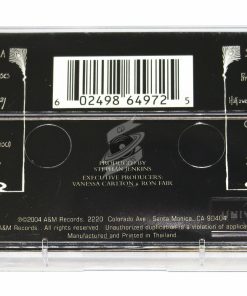 A
6 02498 64972 5
PRODUCED BY
STEPHAN JENKINS
EXECUTIVE PRODUCERS:
VANESSA CARLTON & RON FAIR
©2004 A&M Records. 2220 Colorado Ave. Santa Monica, CA 90404
A&M Records. All rights reserved. Unauthorized duplication is a violation of applicable
Manufactured and Printed in Thailand